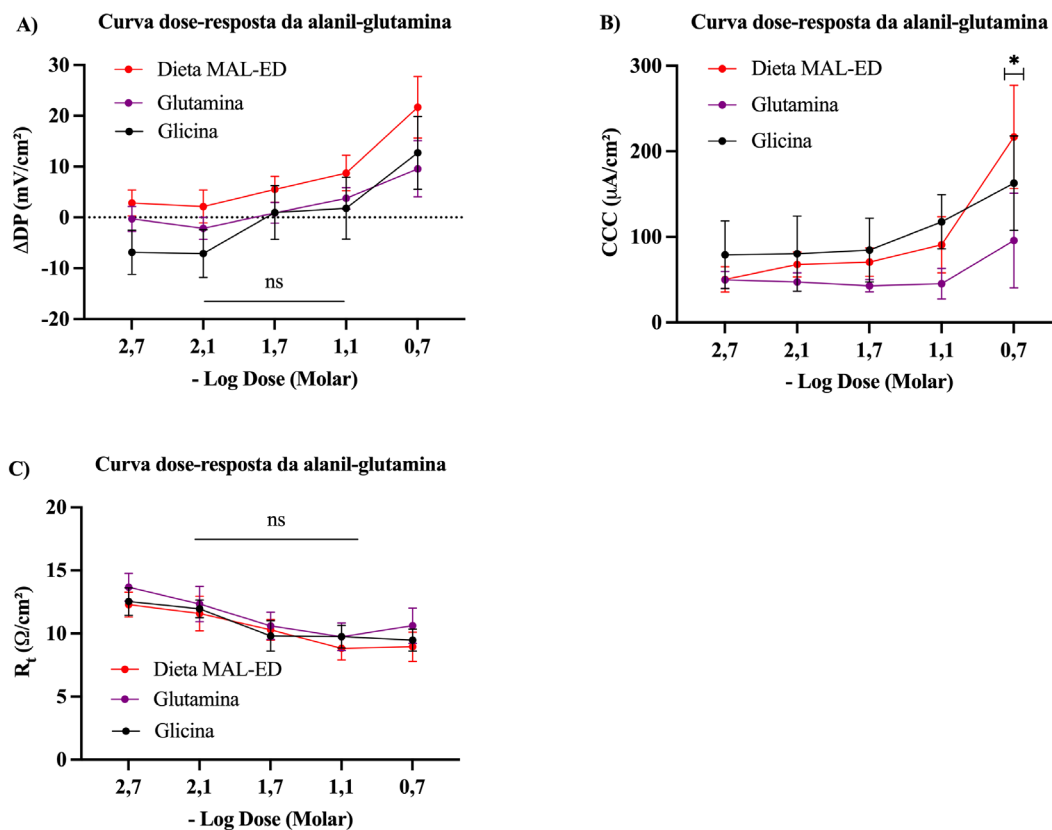 A)
Curva dose-resposta da alanil-glutamina
ΔDP (mV/cm²)
30
20
10
0
-10
-20
Dieta MAL-ED
Glutamina
Glicina
ns
2,7 2,1 1,7 1,1 0,7
- Log Dose (Molar)
B)
Curva dose-resposta da alanil-glutamina
CCC (µA/cm²)
300
200
100
0
Dieta MAL-ED
Glutamina
Glicina
*
2,7 2,1 1,7 1,1 0,7
- Log Dose (Molar)
C)
Curva dose-resposta da alanil-glutamina
Rt (Ω/cm²)
20
15
10
5
0
ns
Dieta MAL-ED
Glutamina
Glicina
2,7 2,1 1,7 1,1 0,7
- Log Dose (Molar)